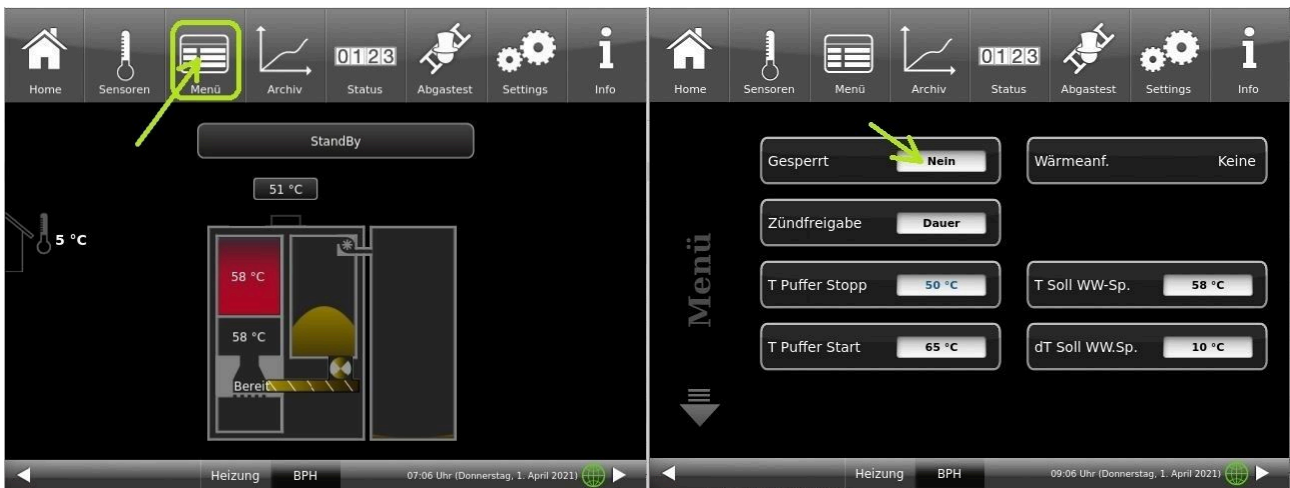 Home Sensoren Menü Archiv 0123 Status Abgastest Settings Info
StandBy
51 °C
5 °C
58 °C
58 °C
Bereit
Heizung BPH 07:06 Uhr (Donnerstag, 1. April 2021)
Home Sensoren Menü Archiv 0123 Status Abgastest Settings Info
Menü
Gesperrt Nein
Wärmeanf. Keine
Zündfreigabe Dauer
T Puffer Stopp 50 °C
T Soll WW-Sp. 58 °C
T Puffer Start 65 °C
dT Soll WW.Sp. 10 °C
Heizung BPH 09:06 Uhr (Donnerstag, 1. April 2021)